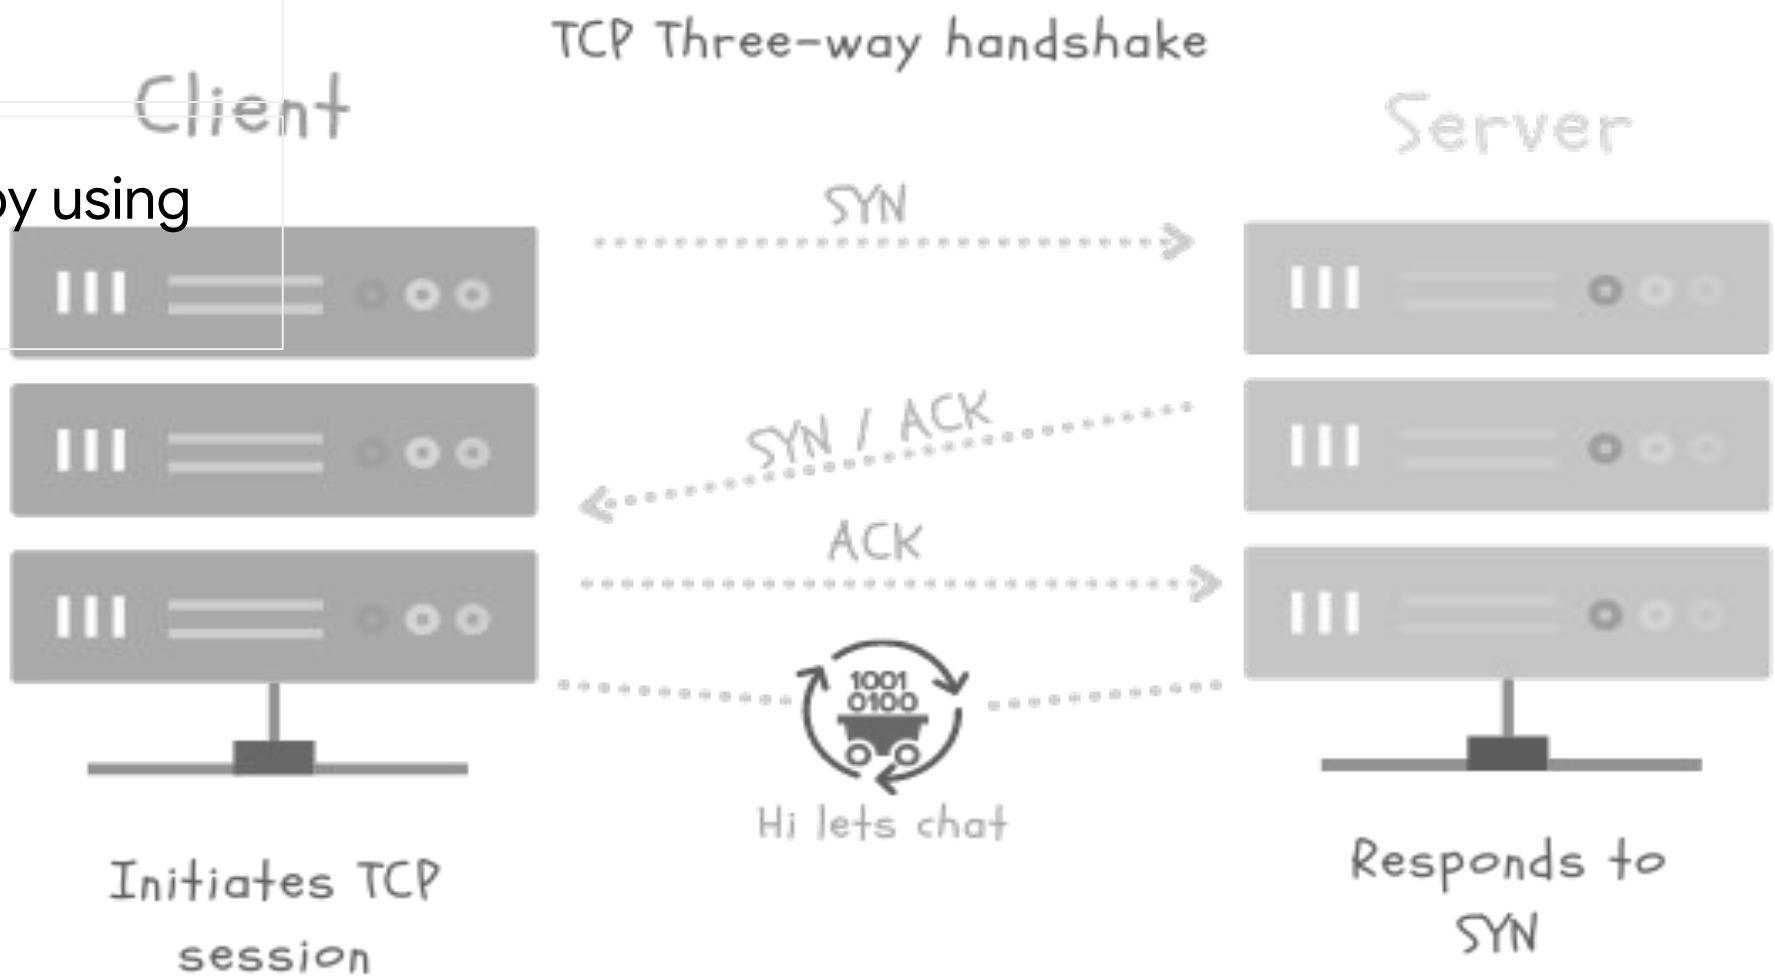 TCP Three-way handshake
Client
Server
by using
SYN
SYN / ACK
ACK
1001
0100
Hi lets chat
Initiates TCP
session
Responds to
SYN